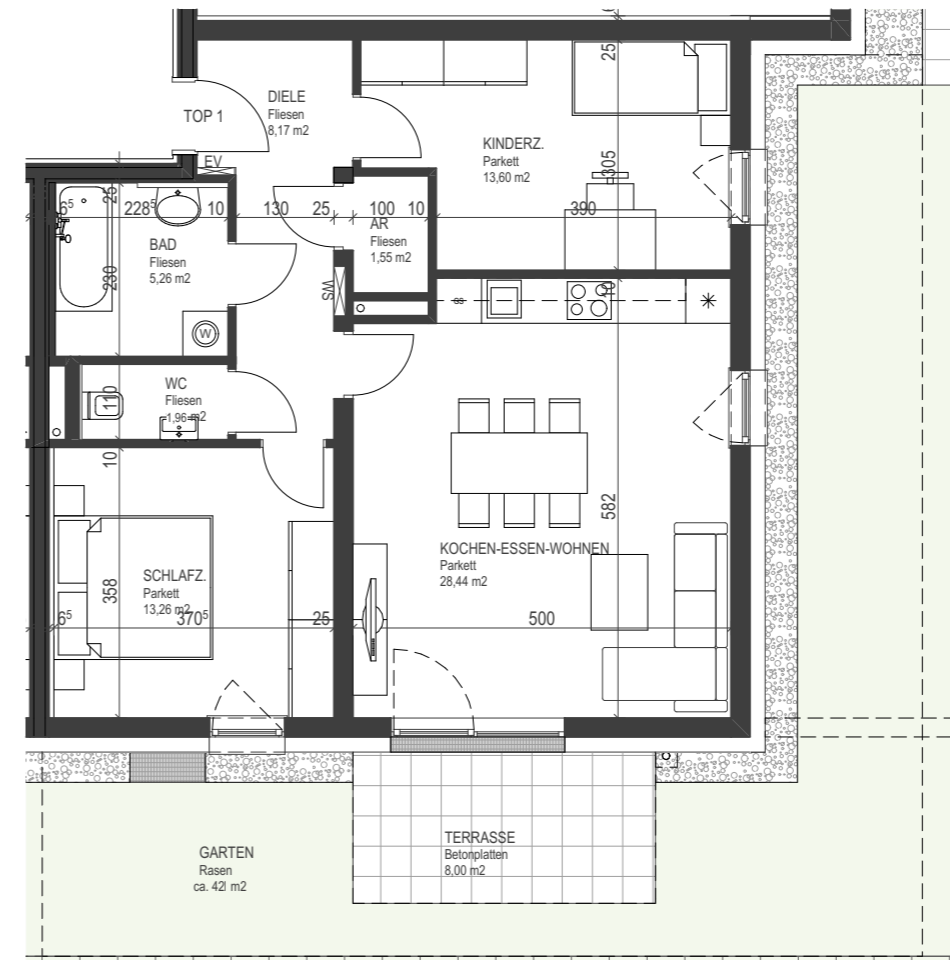 TOP 1
DIELE
Fliesen
8,17 m2
EV
KINDERZ.
Parkett
13,60 m2
25
305
6⁵
25
228⁵
10
130
25
100
10
390
AR
Fliesen
1,55 m2
BAD
Fliesen
5,26 m2
230
WS
GS
10
W
WC
Fliesen
1,96 m2
110
10
582
KOCHEN-ESSEN-WOHNEN
Parkett
28,44 m2
SCHLAFZ.
Parkett
13,26 m2
358
6⁵
370⁵
25
500
TERRASSE
Betonplatten
8,00 m2
GARTEN
Rasen
ca. 42 m2